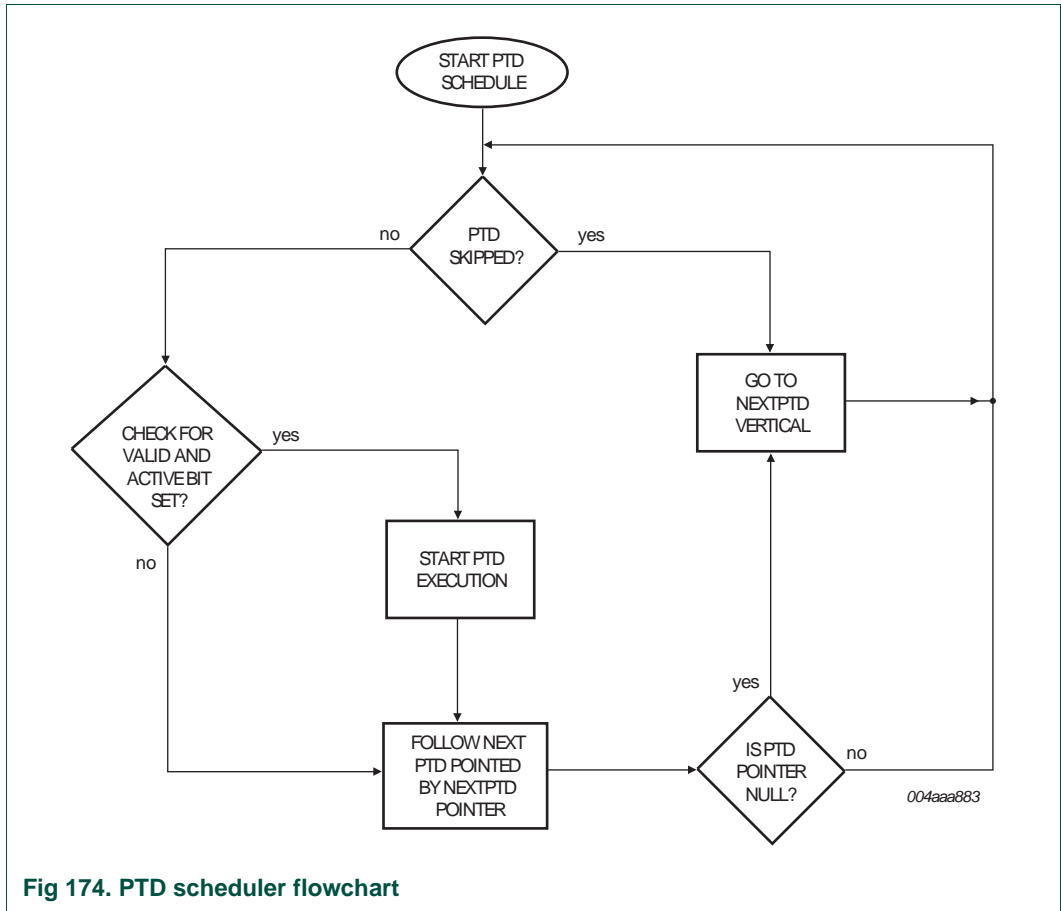 START PTD
SCHEDULE
PTD
SKIPPED?
no
yes
GO TO
NEXTPTD
VERTICAL
CHECK FOR
VALID AND
ACTIVE BIT
SET?
yes
no
START PTD
EXECUTION
FOLLOW NEXT
PTD POINTED
BY NEXTPTD
POINTER
yes
IS PTD
POINTER
NULL?
no
004aaa883
Fig 174. PTD scheduler flowchart